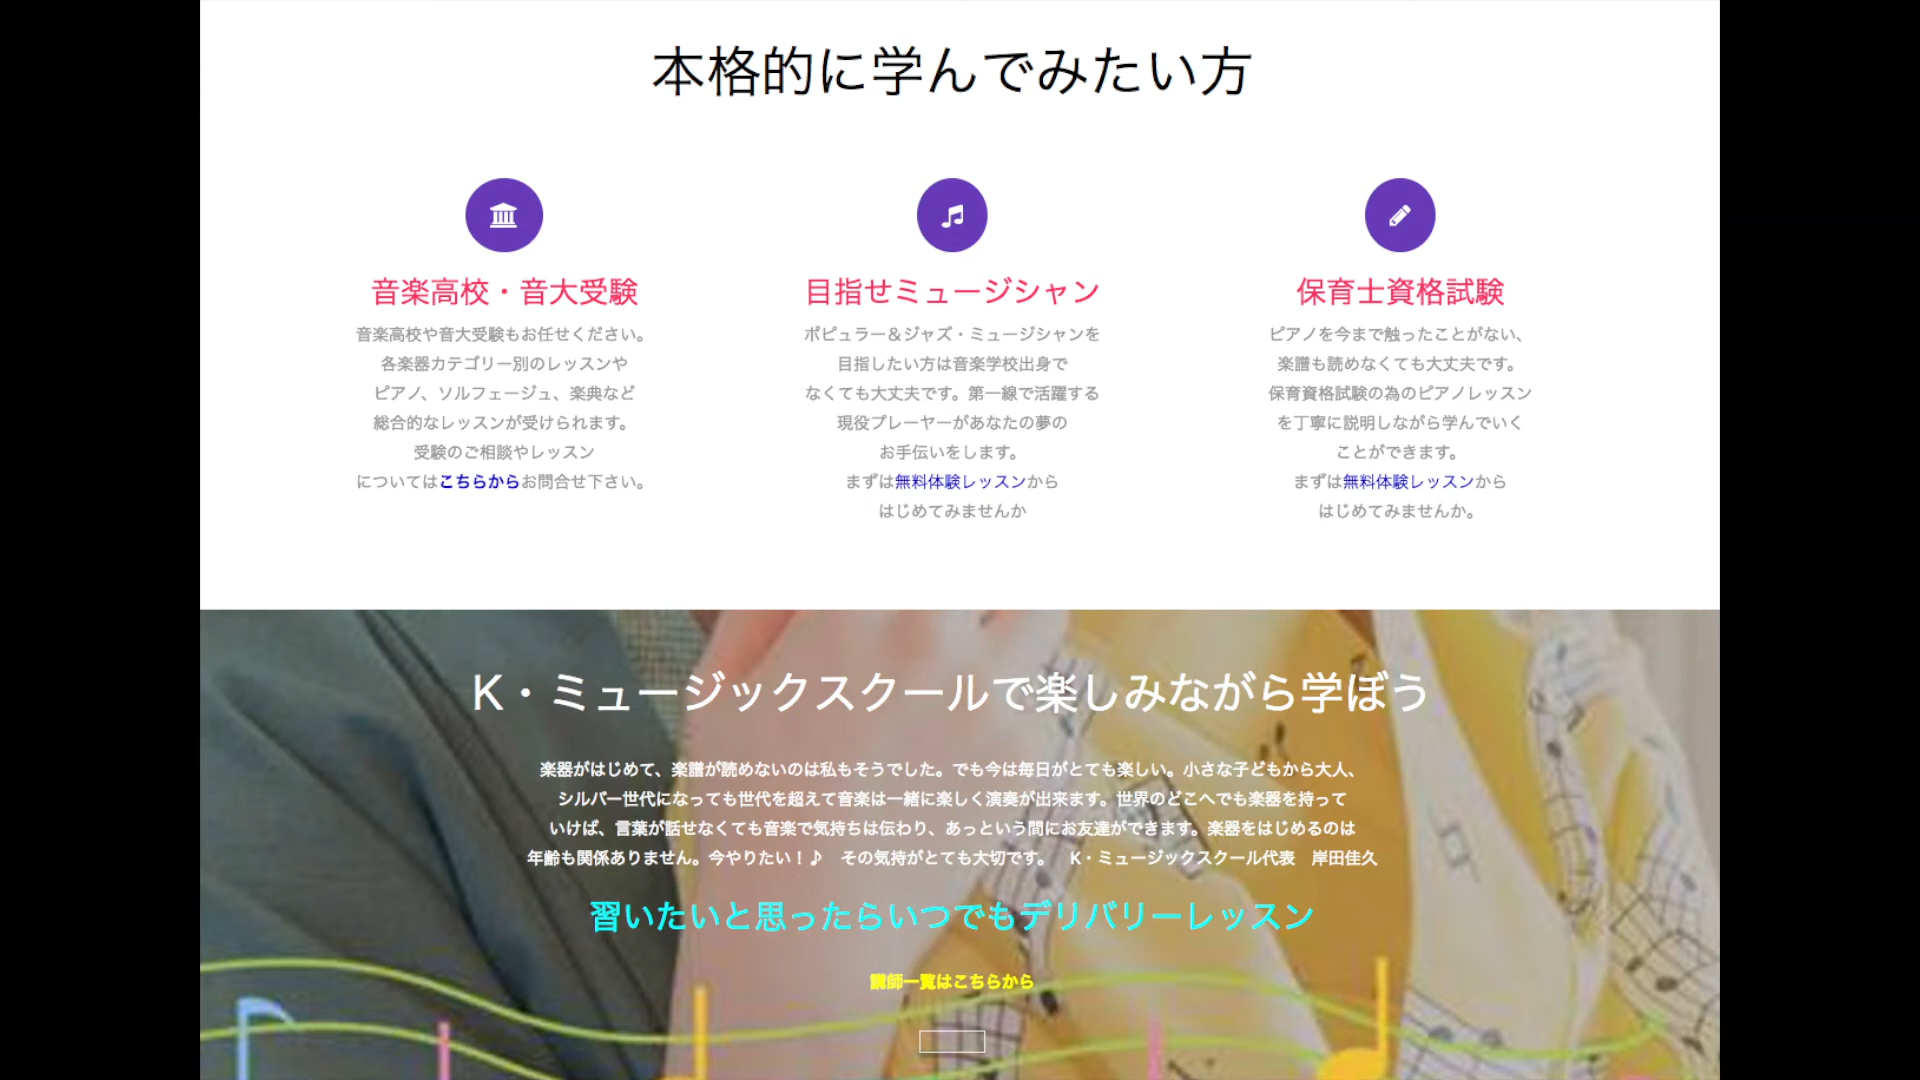 本格的に学んでみたい方
音楽高校・音大受験
音楽高校や音大受験もお任せください。
各楽器カテゴリー別のレッスンや
ピアノ、ソルフェージュ、楽典など
総合的なレッスンが受けられます。
受験のご相談やレッスン
についてはこちらからお問合せ下さい。
目指せミュージシャン
ポピュラー＆ジャズ・ミュージシャンを
目指したい方は音楽学校出身で
なくても大丈夫です。第一線で活躍する
現役プレーヤーがあなたの夢の
お手伝いをします。
まずは無料体験レッスンから
はじめてみませんか
保育士資格試験
ピアノを今まで触ったことがない、
楽譜も読めなくても大丈夫です。
保育資格試験の為のピアノレッスン
を丁寧に説明しながら学んでいく
ことができます。
まずは無料体験レッスンから
はじめてみませんか。
K・ミュージックスクールで楽しみながら学ぼう
楽器がはじめて、楽譜が読めないのは私もそうでした。でも今は毎日がとても楽しい。小さな子どもから大人、
シルバー世代になっても世代を超えて音楽は一緒に楽しく演奏が出来ます。世界のどこへでも楽器を持って
いけば、言葉が話せなくても音楽で気持ちは伝わり、あっという間にお友達ができます。楽器をはじめるのは
年齢も関係ありません。今やりたい！♪　その気持がとても大切です。　K・ミュージックスクール代表　岸田佳久
習いたいと思ったらいつでもデリバリーレッスン
講師一覧はこちらから